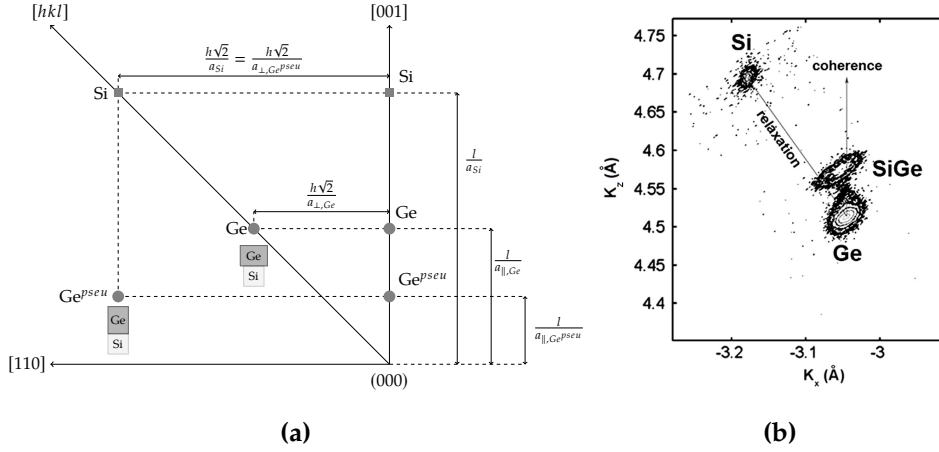 [hkl]
[001]
h√2/a_Si = h√2/a_⊥,Ge^pseu
Si
Si
l/a_Si
h√2/a_⊥,Ge
Ge
Ge
Ge
Si
l/a_∥,Ge
Ge^pseu
Ge^pseu
Ge
Si
l/a_∥,Ge^pseu
[110]
(000)
(a)
4.75
4.7
4.65
4.6
4.55
4.5
4.45
4.4
K_z (Å)
Si
coherence
relaxation
SiGe
Ge
-3.2
-3.1
-3
K_x (Å)
(b)